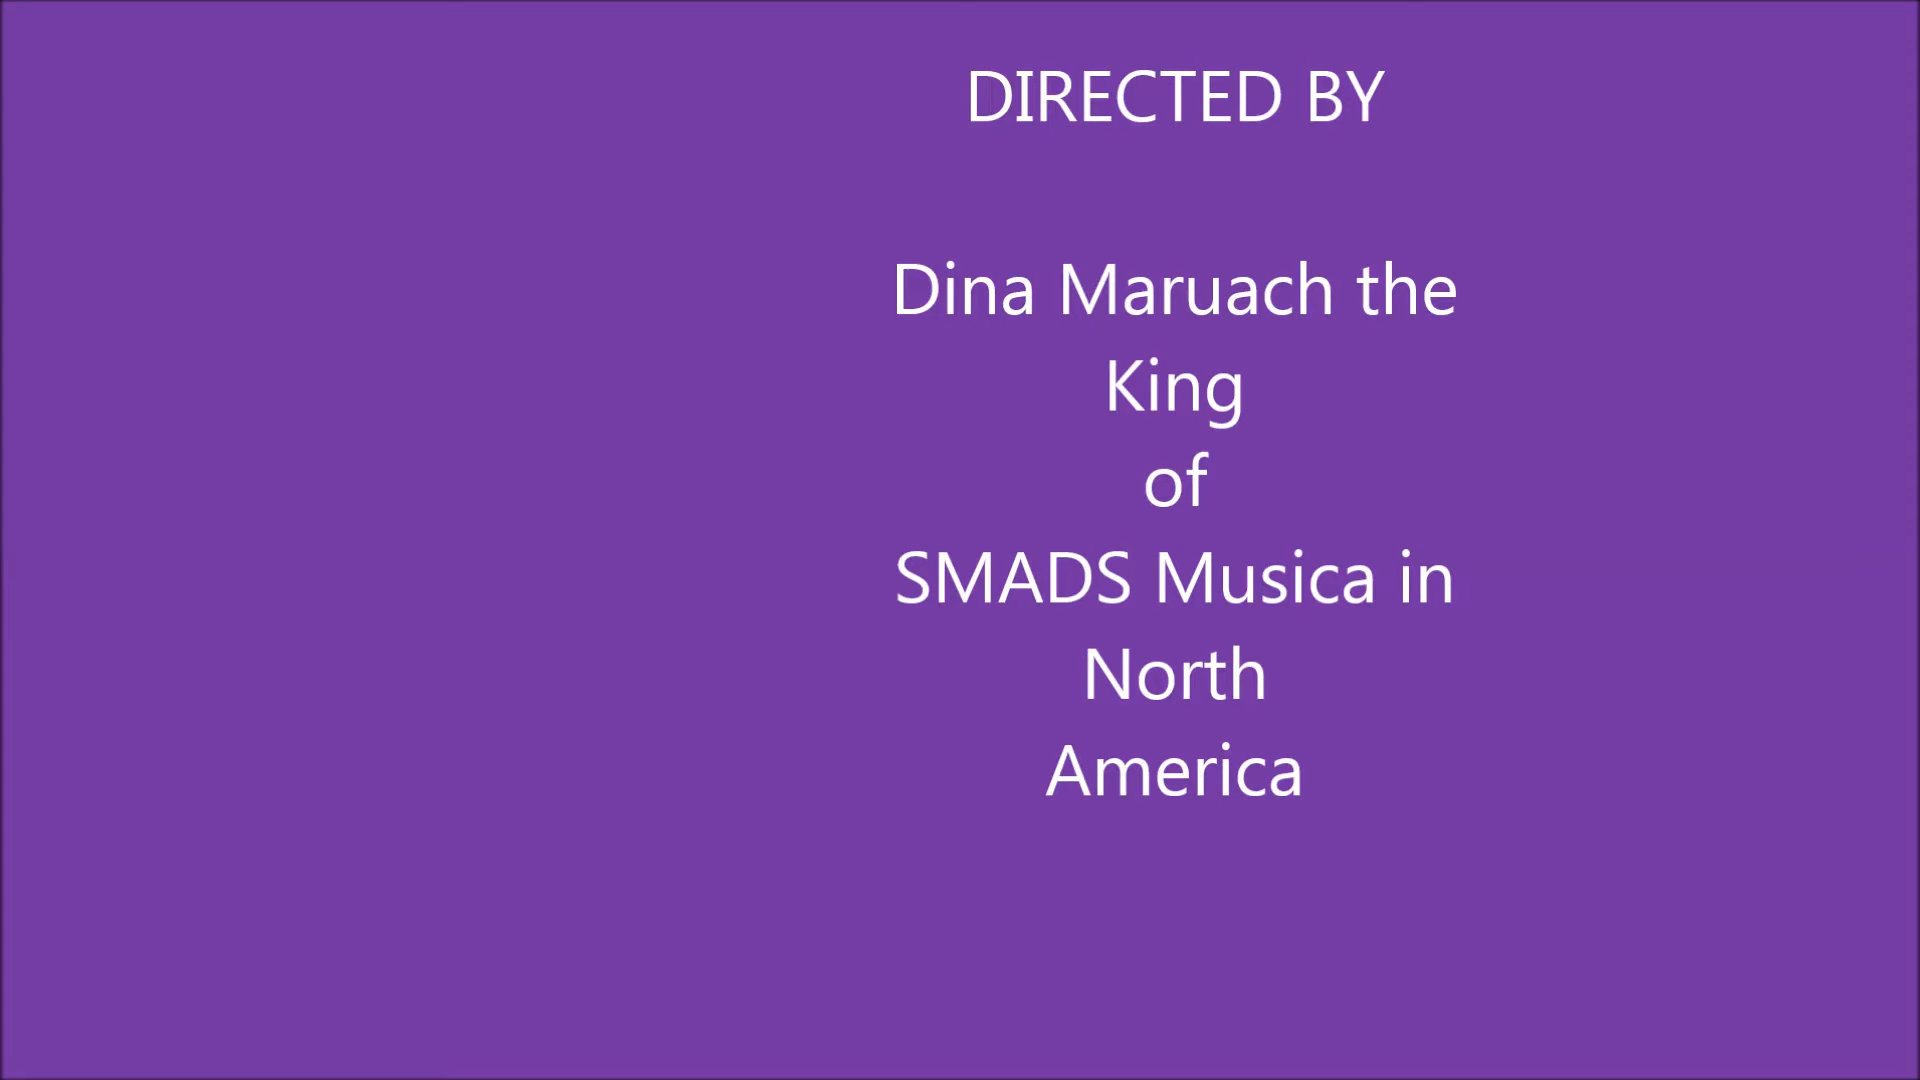 DIRECTED BY
Dina Maruach the
King
of
SMADS Musica in
North
America